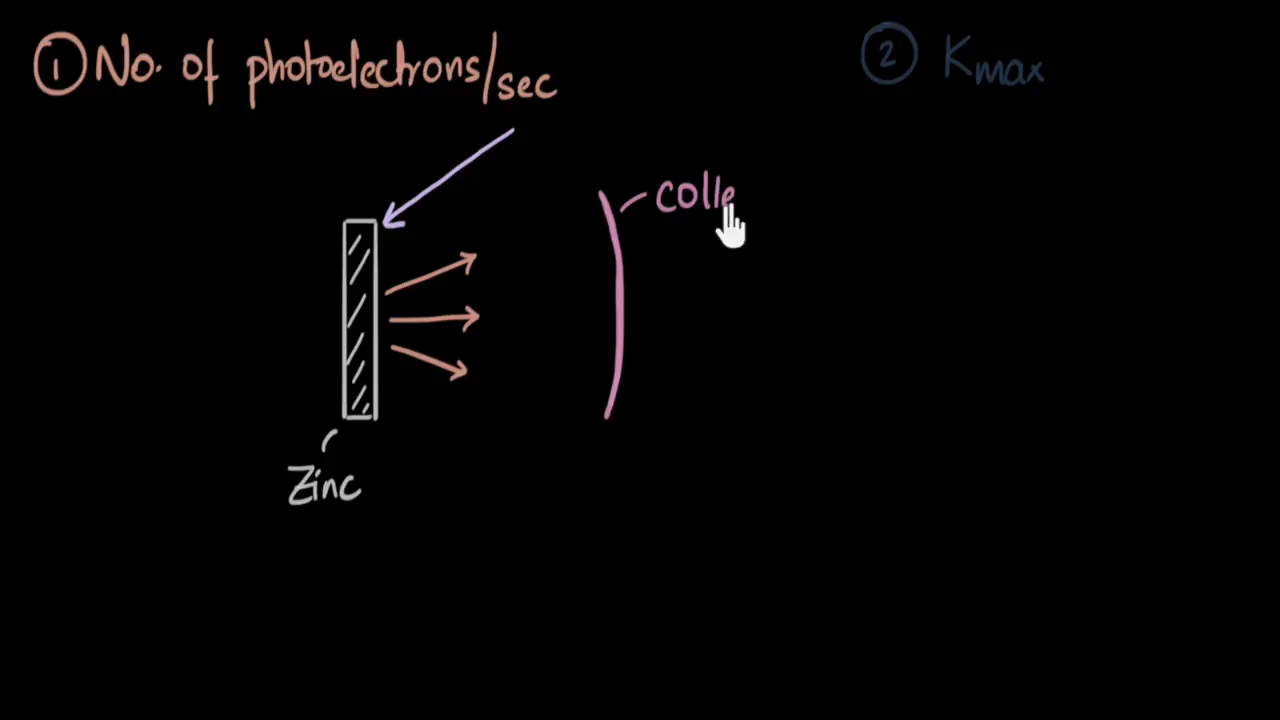 ① No. of photoelectrons/sec
② Kmax
colle
Zinc